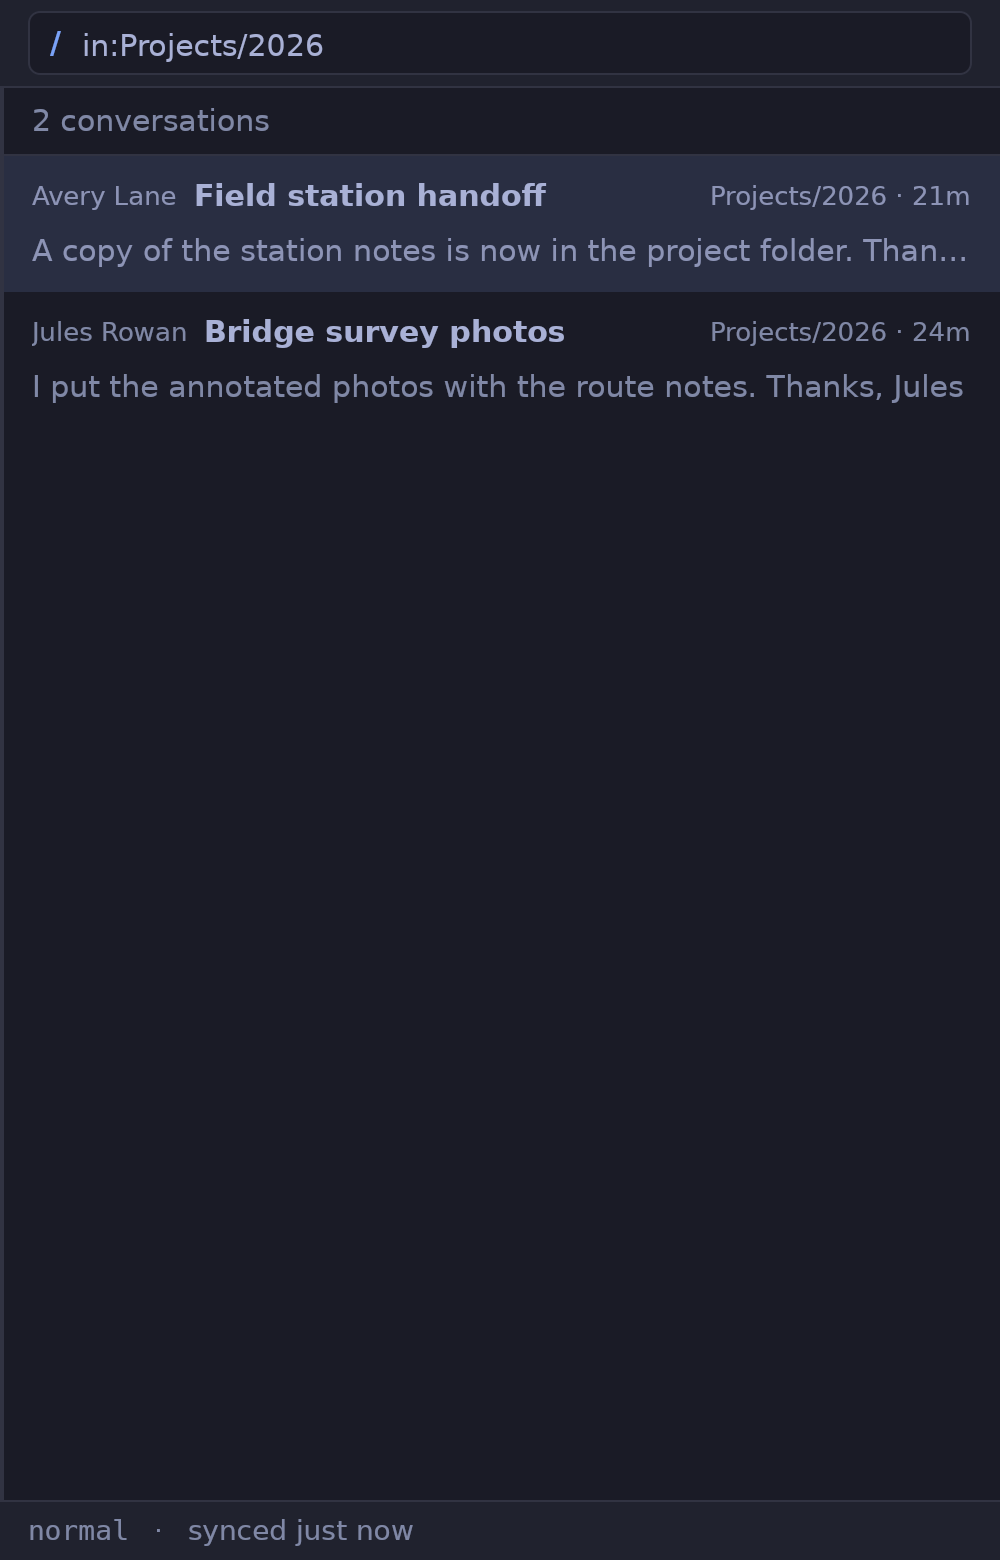 / in:Projects/2026
2 conversations
Avery Lane Field station handoff Projects/2026 · 21m
A copy of the station notes is now in the project folder. Than…
Jules Rowan Bridge survey photos Projects/2026 · 24m
I put the annotated photos with the route notes. Thanks, Jules
normal · synced just now